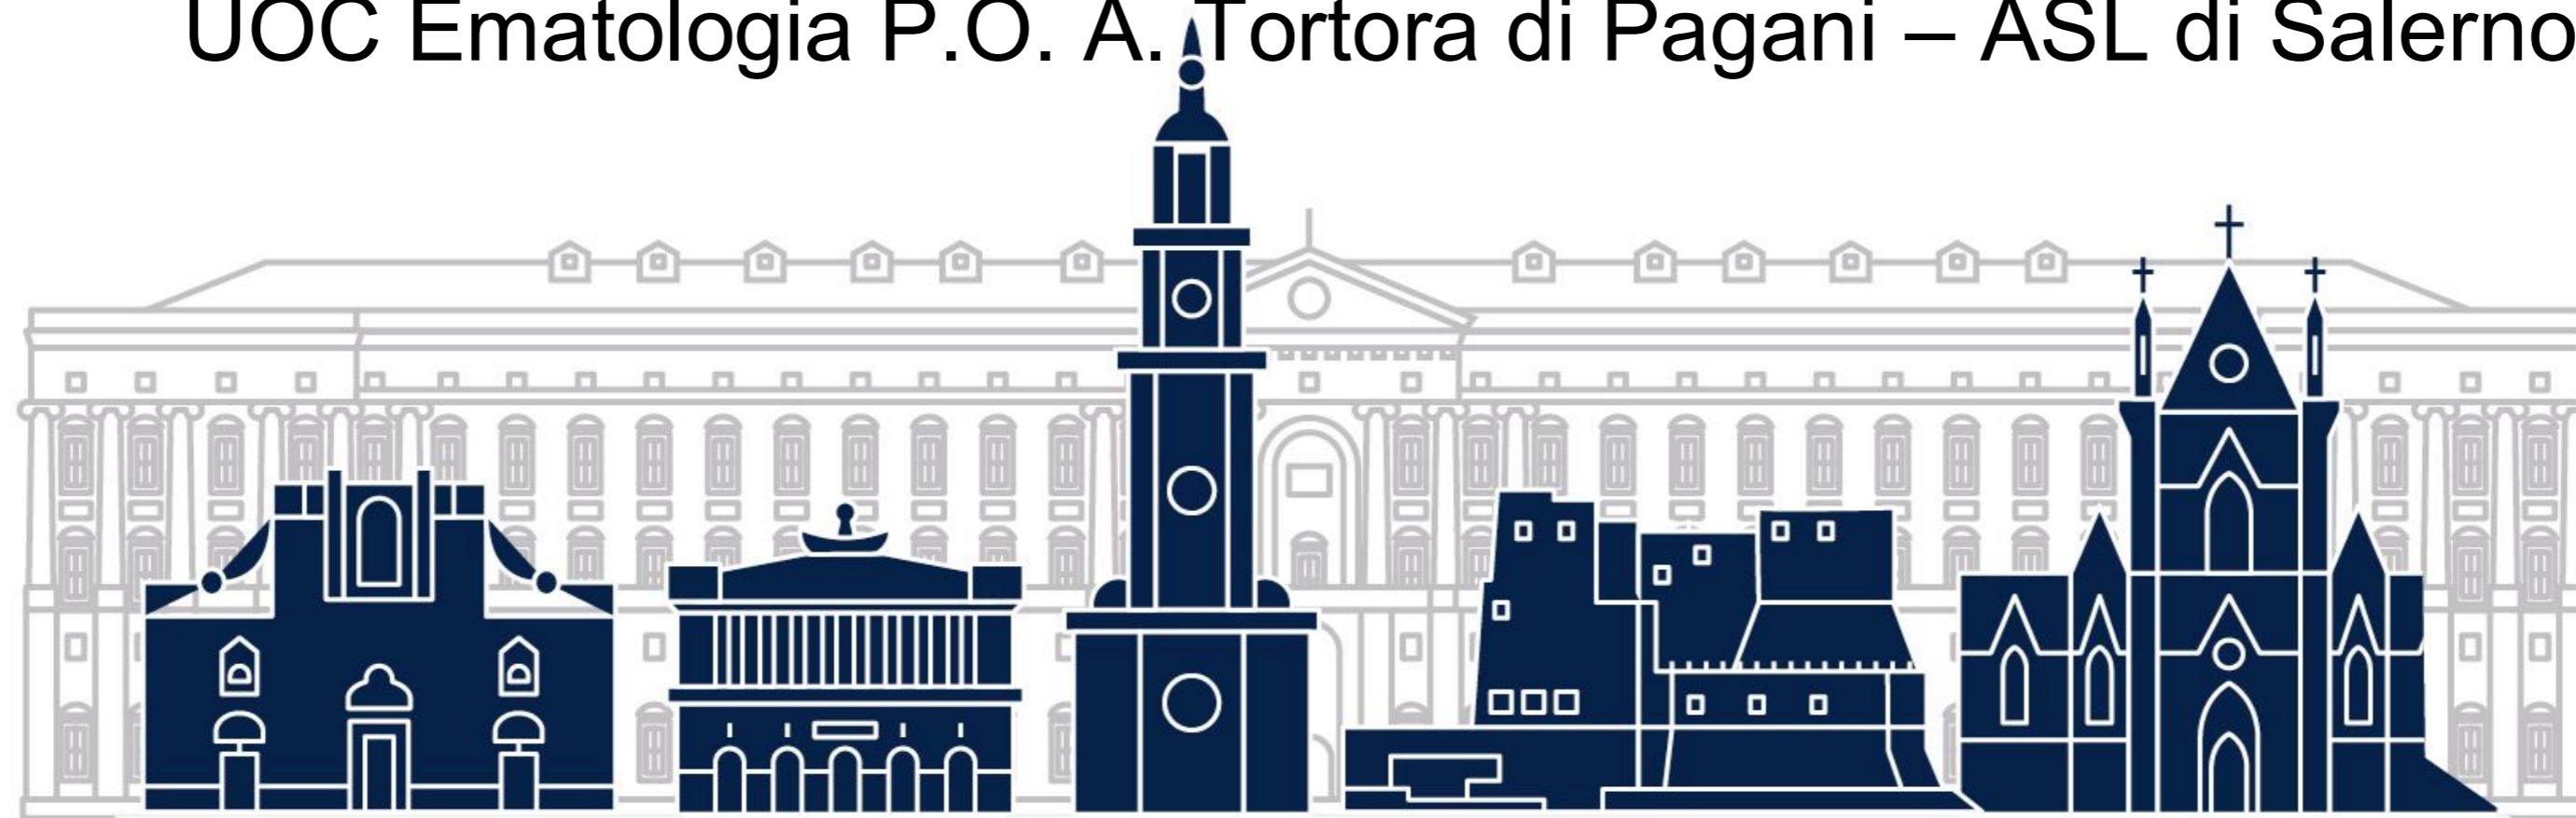 UOC Ematologia P.O. A. Tortora di Pagani – ASL di Salerno